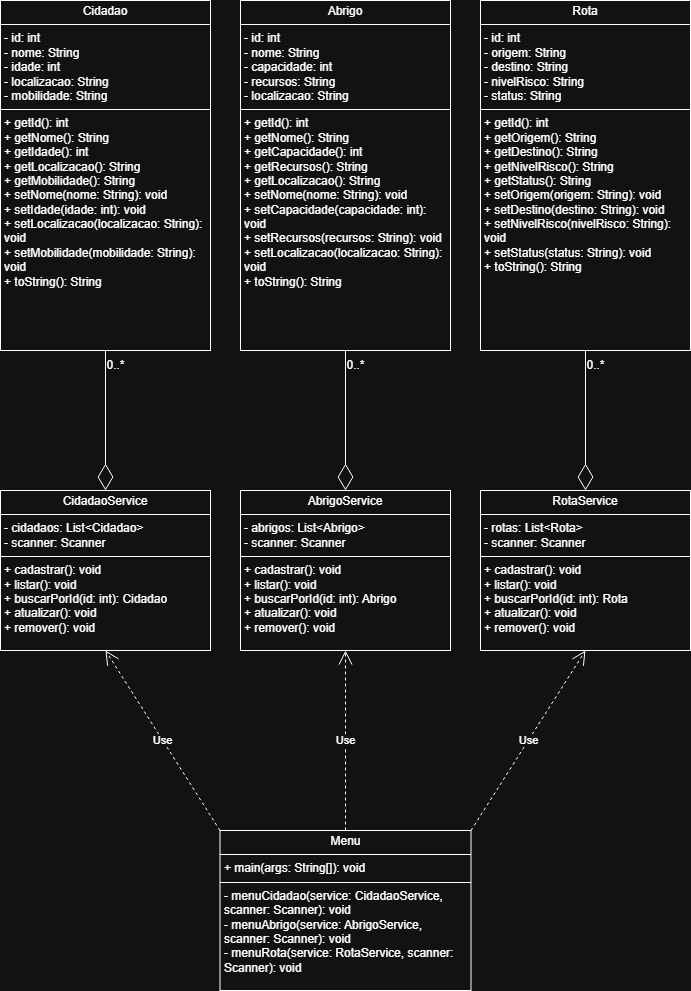 Cidadao
- id: int
- nome: String
- idade: int
- localizacao: String
- mobilidade: String
+ getId(): int
+ getNome(): String
+ getIdade(): int
+ getLocalizacao(): String
+ getMobilidade(): String
+ setNome(nome: String): void
+ setIdade(idade: int): void
+ setLocalizacao(localizacao: String):
void
+ setMobilidade(mobilidade: String):
void
+ toString(): String
Abrigo
- id: int
- nome: String
- capacidade: int
- recursos: String
- localizacao: String
+ getId(): int
+ getNome(): String
+ getCapacidade(): int
+ getRecursos(): String
+ getLocalizacao(): String
+ setNome(nome: String): void
+ setCapacidade(capacidade: int):
void
+ setRecursos(recursos: String): void
+ setLocalizacao(localizacao: String):
void
+ toString(): String
Rota
- id: int
- origem: String
- destino: String
- nivelRisco: String
- status: String
+ getId(): int
+ getOrigem(): String
+ getDestino(): String
+ getNivelRisco(): String
+ getStatus(): String
+ setOrigem(origem: String): void
+ setDestino(destino: String): void
+ setNivelRisco(nivelRisco: String):
void
+ setStatus(status: String): void
+ toString(): String
0..*
0..*
0..*
CidadaoService
- cidadaos: List<Cidadao>
- scanner: Scanner
+ cadastrar(): void
+ listar(): void
+ buscarPorId(id: int): Cidadao
+ atualizar(): void
+ remover(): void
AbrigoService
- abrigos: List<Abrigo>
- scanner: Scanner
+ cadastrar(): void
+ listar(): void
+ buscarPorId(id: int): Abrigo
+ atualizar(): void
+ remover(): void
RotaService
- rotas: List<Rota>
- scanner: Scanner
+ cadastrar(): void
+ listar(): void
+ buscarPorId(id: int): Rota
+ atualizar(): void
+ remover(): void
Use
Use
Use
Menu
+ main(args: String[]): void
- menuCidadao(service: CidadaoService,
scanner: Scanner): void
- menuAbrigo(service: AbrigoService,
scanner: Scanner): void
- menuRota(service: RotaService, scanner:
Scanner): void